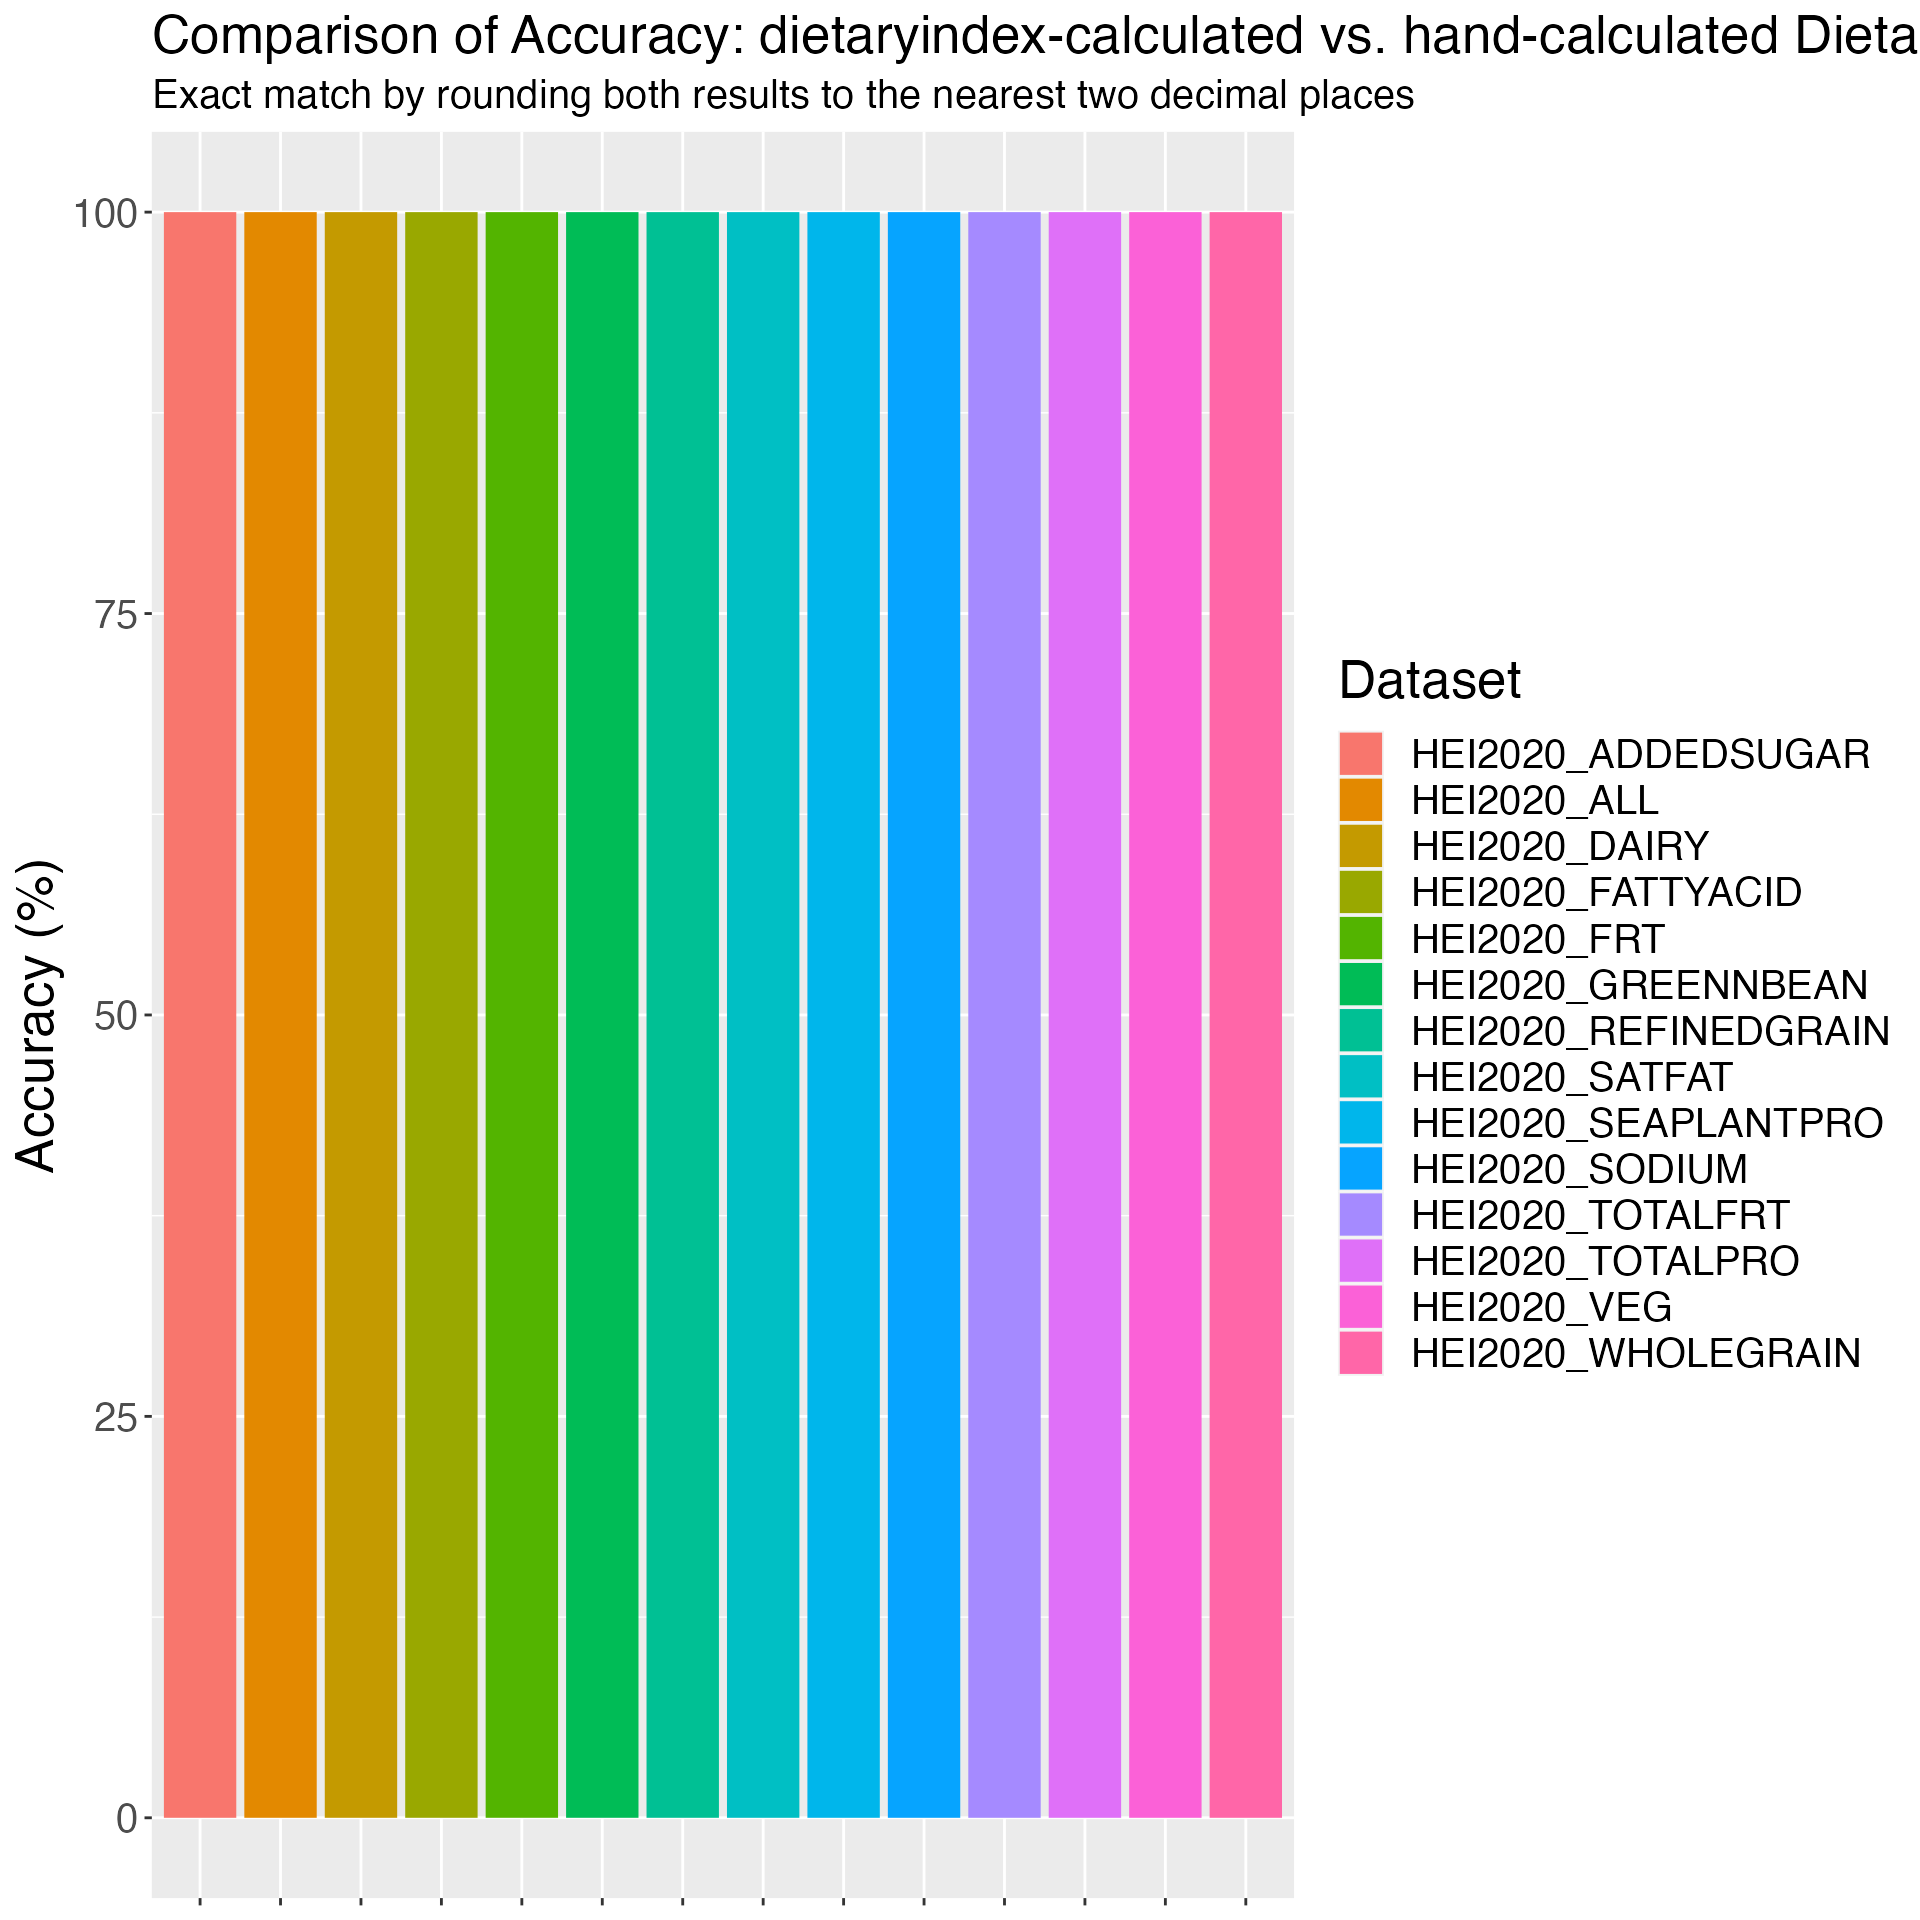 Comparison of Accuracy: dietaryindex-calculated vs. hand-calculated Dieta
Exact match by rounding both results to the nearest two decimal places
100
75
50
25
0
Accuracy (%)
Dataset
HEI2020_ADDEDSUGAR
HEI2020_ALL
HEI2020_DAIRY
HEI2020_FATTYACID
HEI2020_FRT
HEI2020_GREENNBEAN
HEI2020_REFINEDGRAIN
HEI2020_SATFAT
HEI2020_SEAPLANTPRO
HEI2020_SODIUM
HEI2020_TOTALFRT
HEI2020_TOTALPRO
HEI2020_VEG
HEI2020_WHOLEGRAIN